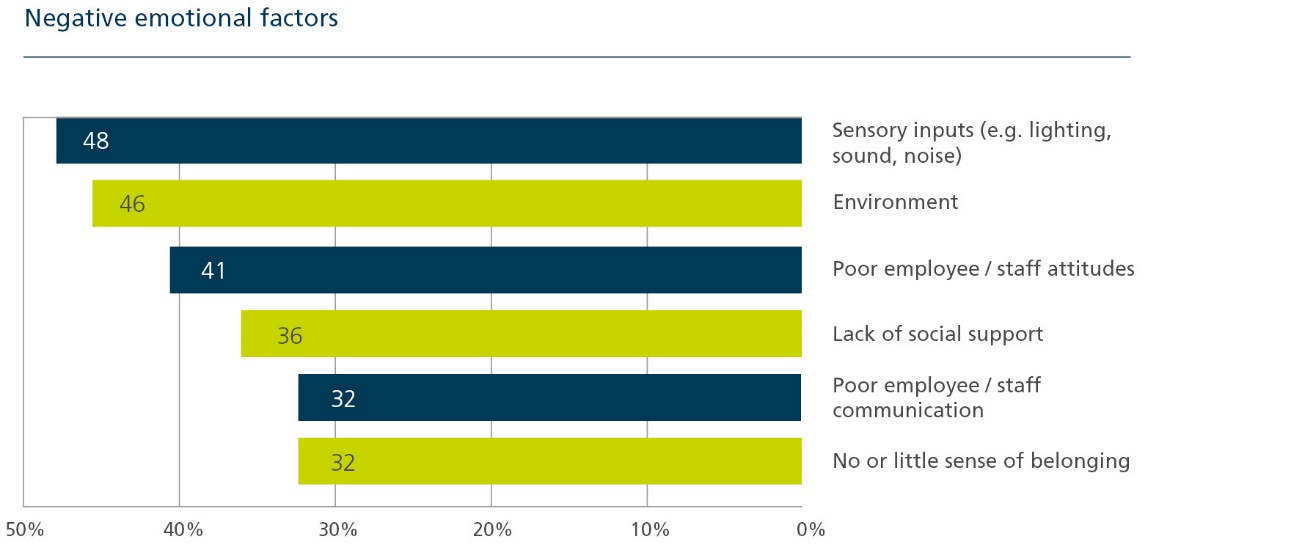 Negative emotional factors
48
Sensory inputs (e.g. lighting,
sound, noise)
46
Environment
41
Poor employee / staff attitudes
36
Lack of social support
32
Poor employee / staff
communication
32
No or little sense of belonging
50%
40%
30%
20%
10%
0%